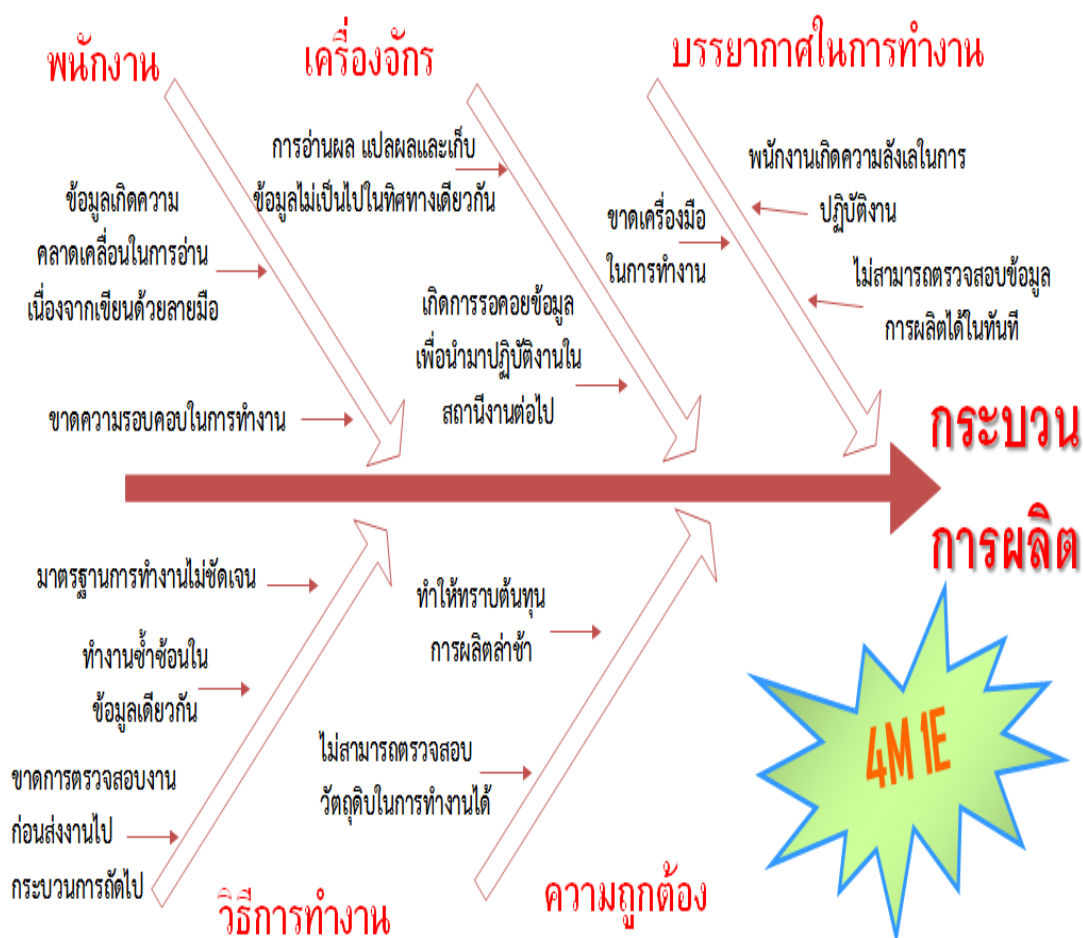 พนักงาน
เครื่องจักร
บรรยากาศในการทำงาน
ข้อมูลเกิดความ
คลาดเคลื่อนในการอ่าน
เนื่องจากเขียนด้วยลายมือ
ขาดความรอบคอบในการทำงาน
การอ่านผล แปลผลและเก็บ
ข้อมูลไม่เป็นไปในทิศทางเดียวกัน
เกิดการรอคอยข้อมูล
เพื่อนำมาปฏิบัติงานใน
สถานีงานต่อไป
ขาดเครื่องมือ
ในการทำงาน
พนักงานเกิดความลังเลในการ
ปฏิบัติงาน
ไม่สามารถตรวจสอบข้อมูล
การผลิตได้ในทันที
กระบวน
การผลิต
มาตรฐานการทำงานไม่ชัดเจน
ทำงานซ้ำซ้อนใน
ข้อมูลเดียวกัน
ขาดการตรวจสอบงาน
ก่อนส่งงานไป
กระบวนการถัดไป
วิธีการทำงาน
ทำให้ทราบต้นทุน
การผลิตล่าช้า
ไม่สามารถตรวจสอบ
วัตถุดิบในการทำงานได้
ความถูกต้อง
4M 1E